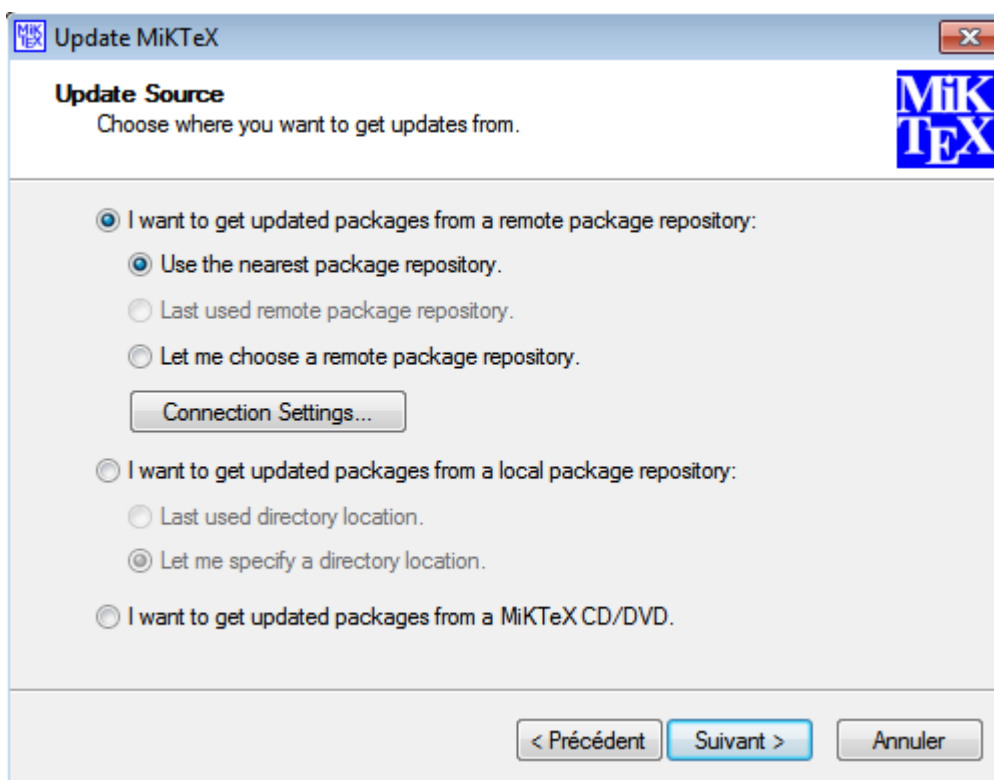 MiK
TEX Update MiKTeX
Update Source
Choose where you want to get updates from.
MiK
TEX
I want to get updated packages from a remote package repository:
Use the nearest package repository.
Last used remote package repository.
Let me choose a remote package repository.
Connection Settings...
I want to get updated packages from a local package repository:
Last used directory location.
Let me specify a directory location.
I want to get updated packages from a MiKTeX CD/DVD.
< Précédent Suivant > Annuler